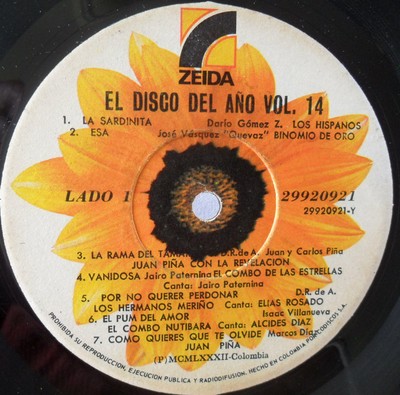 ZEIDA
EL DISCO DEL AÑO VOL. 14
1. LA SARDINITA Darío Gómez Z. LOS HISPANOS
2. ESA José Vásquez "Quevaz" BINOMIO DE ORO
LADO 1 29920921
29920921-Y
3. LA RAMA DEL TAMARINDO D.R.de A. Juan y Carlos Piña
JUAN PIÑA CON LA REVELACION
4. VANIDOSA Jairo Paternina EL COMBO DE LAS ESTRELLAS
Canta: Jairo Paternina
5. POR NO QUERER PERDONAR D.R. de A.
LOS HERMANOS MERIÑO Canta: ELIAS ROSADO
6. EL PUM DEL AMOR Isaac Villanueva
EL COMBO NUTIBARA Canta: ALCIDES DIAZ
7. COMO QUIERES QUE TE OLVIDE Marcos Díaz
JUAN PIÑA
(P)MCMLXXXII-Colombia
PROHIBIDA SU REPRODUCCION, EJECUCION PUBLICA Y RADIODIFUSION. HECHO EN COLOMBIA POR CODISCOS S.A.